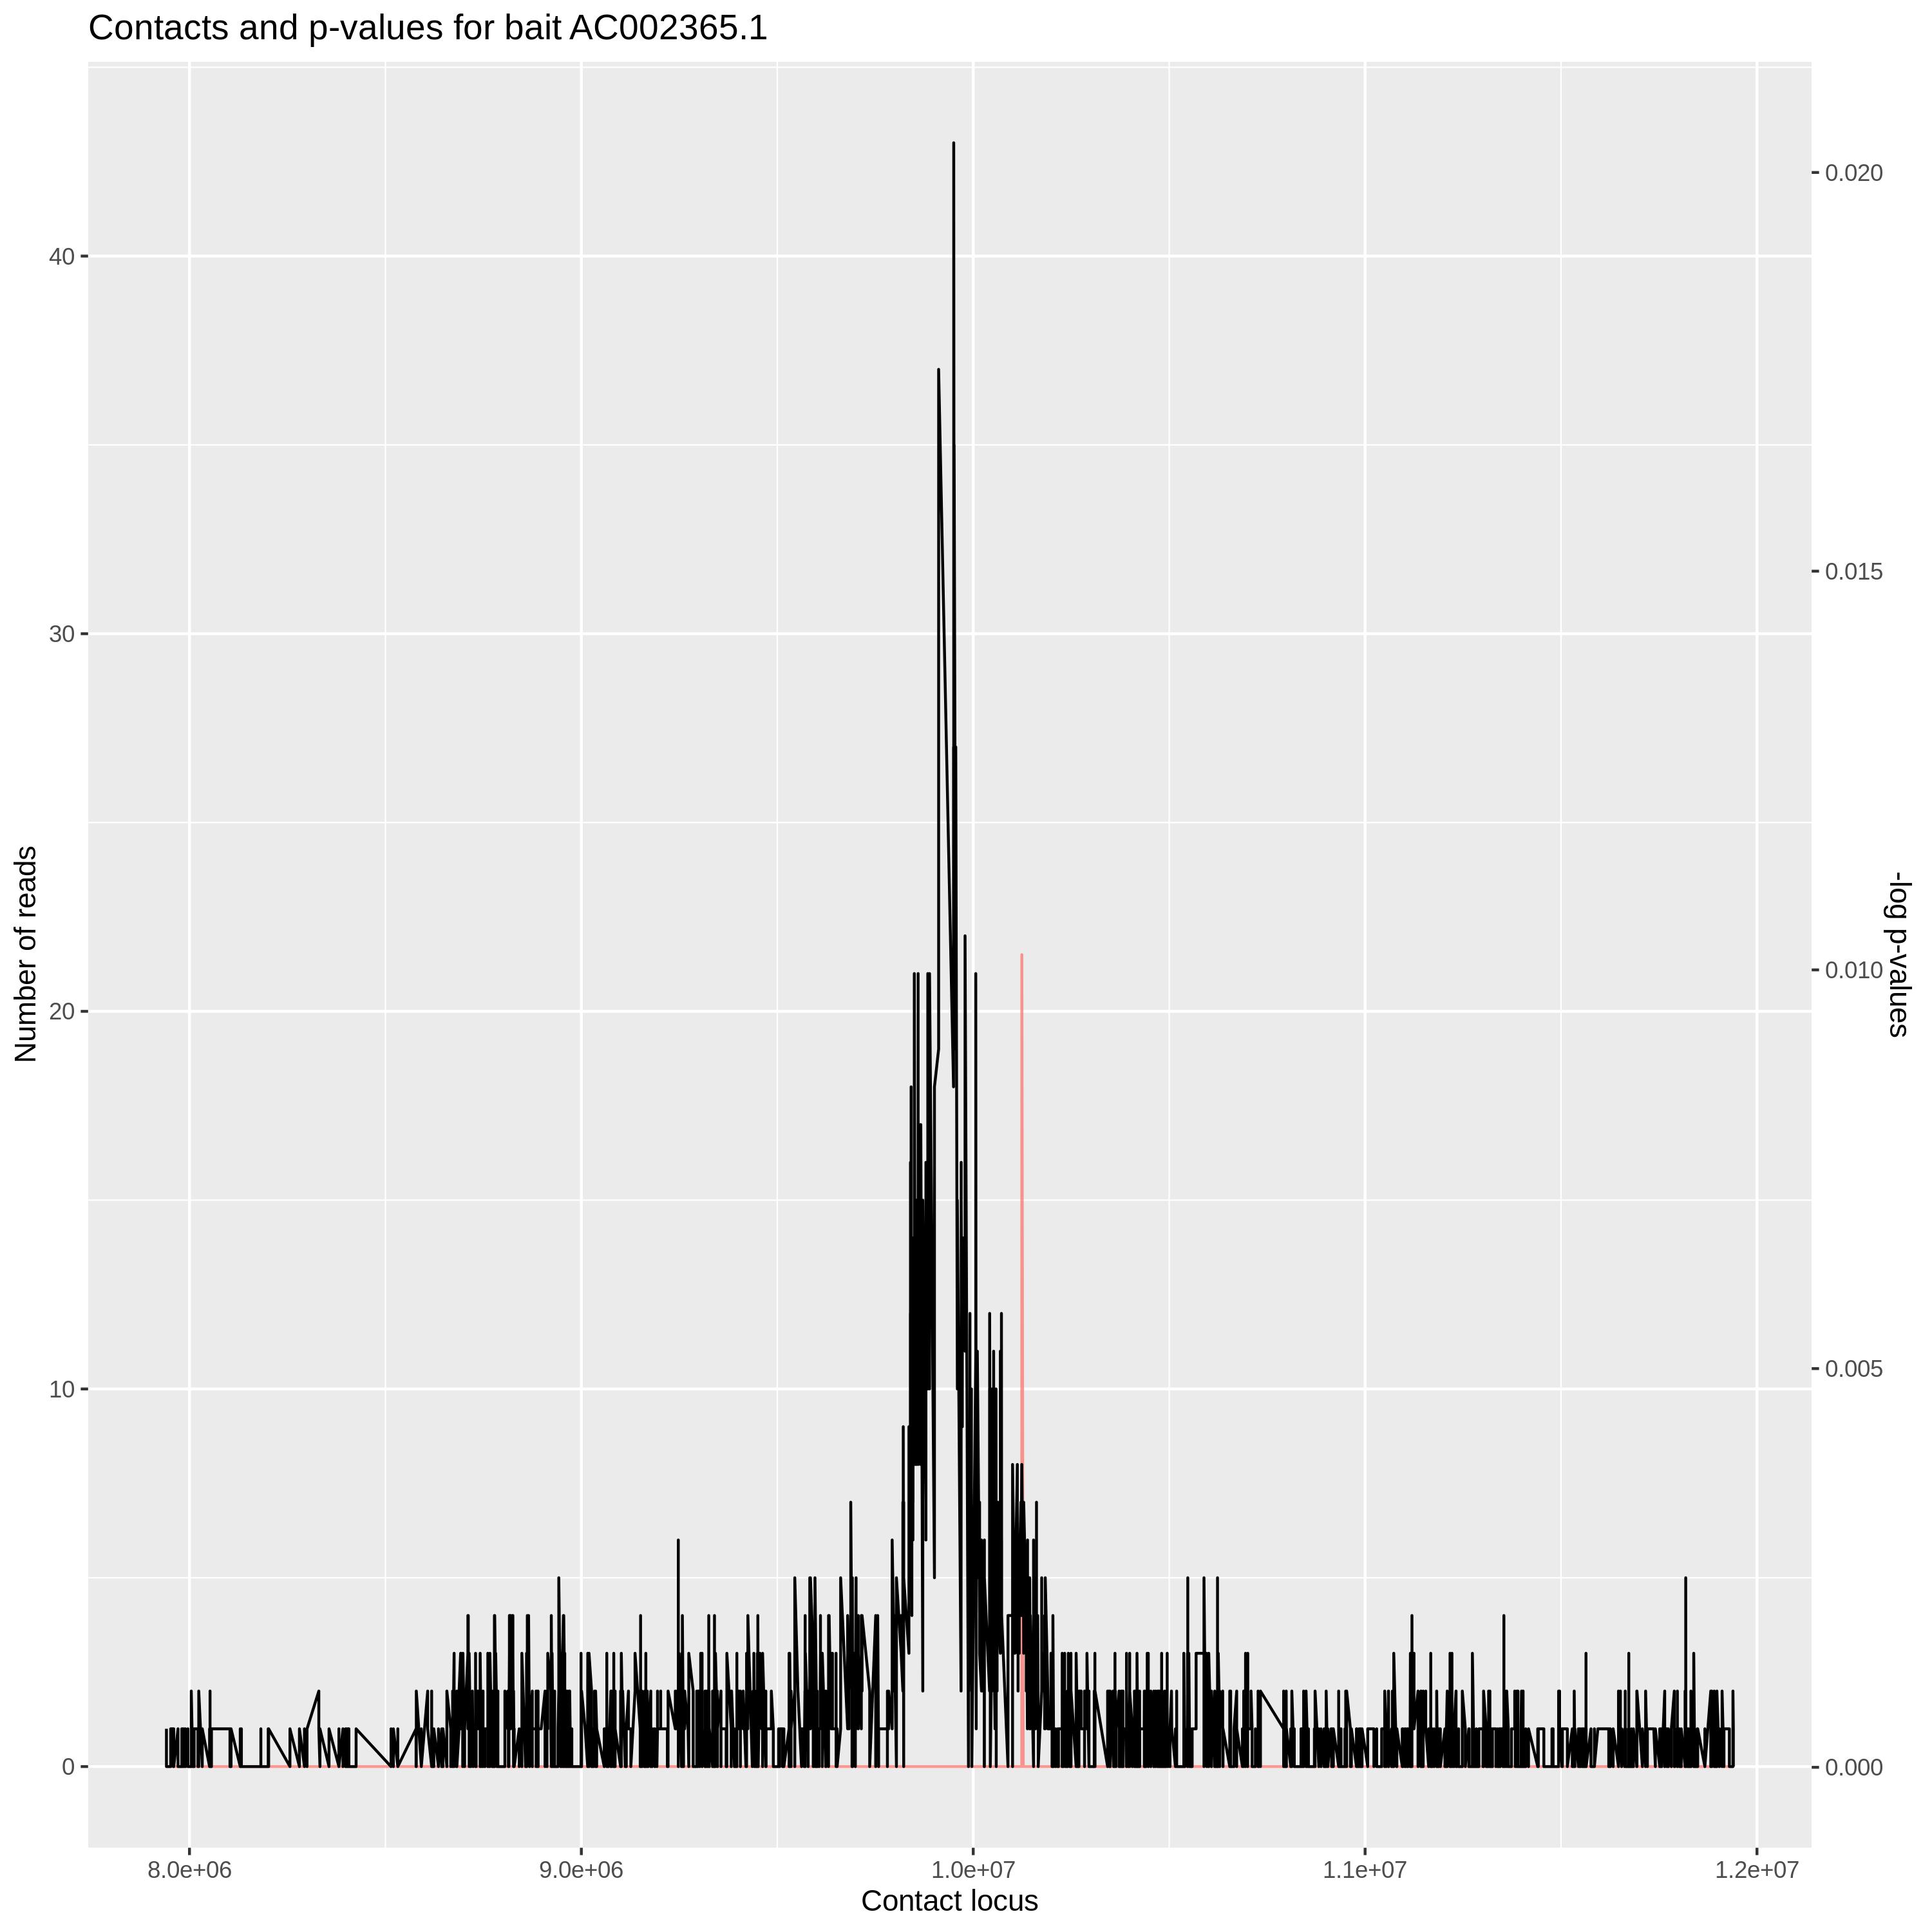 Contacts and p-values for bait AC002365.1
Number of reads
40
30
20
10
0
0.020
0.015
0.010
0.005
0.000
-log p-values
8.0e+06 9.0e+06 1.0e+07 1.1e+07 1.2e+07
Contact locus